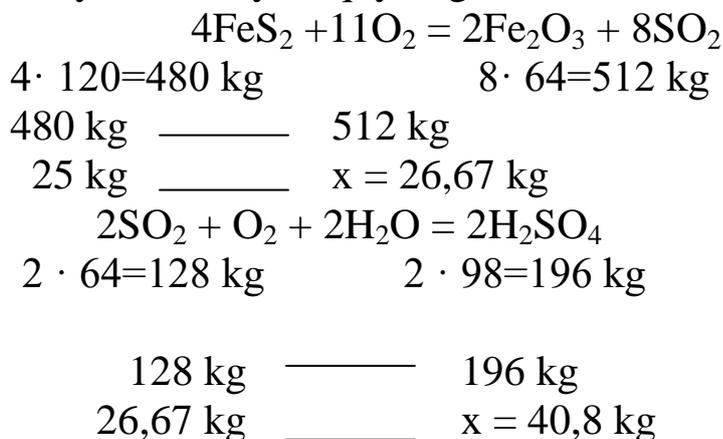 4FeS₂ +11O₂ = 2Fe₂O₃ + 8SO₂
4· 120=480 kg 8· 64=512 kg
480 kg ______ 512 kg
25 kg ______ x = 26,67 kg
2SO₂ + O₂ + 2H₂O = 2H₂SO₄
2 · 64=128 kg 2 · 98=196 kg
128 kg ______ 196 kg
26,67 kg ______ x = 40,8 kg